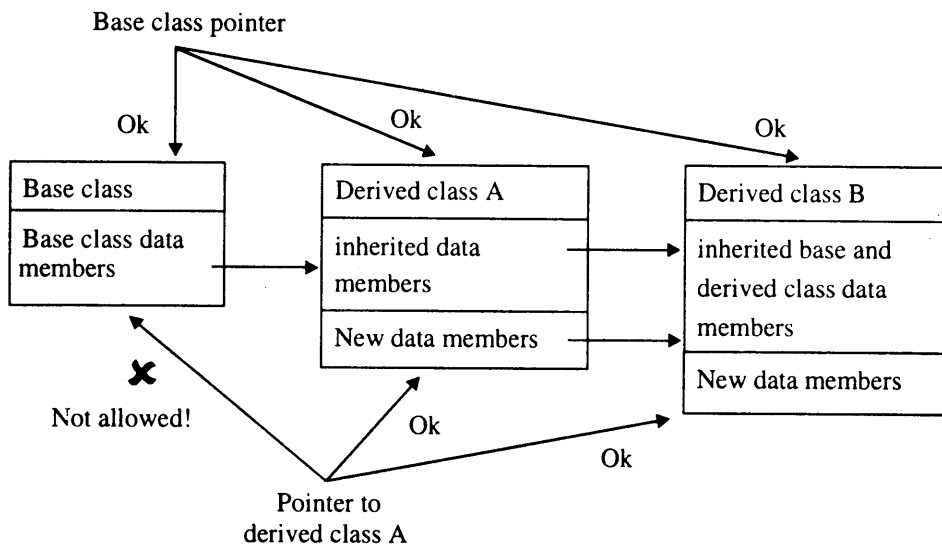 Base class pointer
Ok
Ok
Ok
Base class
Base class data
members
Derived class A
inherited data
members
New data members
Derived class B
inherited base and
derived class data
members
New data members
Not allowed!
Ok
Ok
Pointer to
derived class A